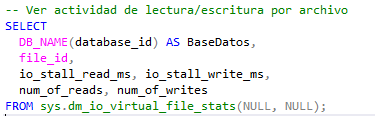 -- Ver actividad de lectura/escritura por archivo
SELECT
DB_NAME(database_id) AS BaseDatos,
file_id,
io_stall_read_ms, io_stall_write_ms,
num_of_reads, num_of_writes
FROM sys.dm_io_virtual_file_stats(NULL, NULL);